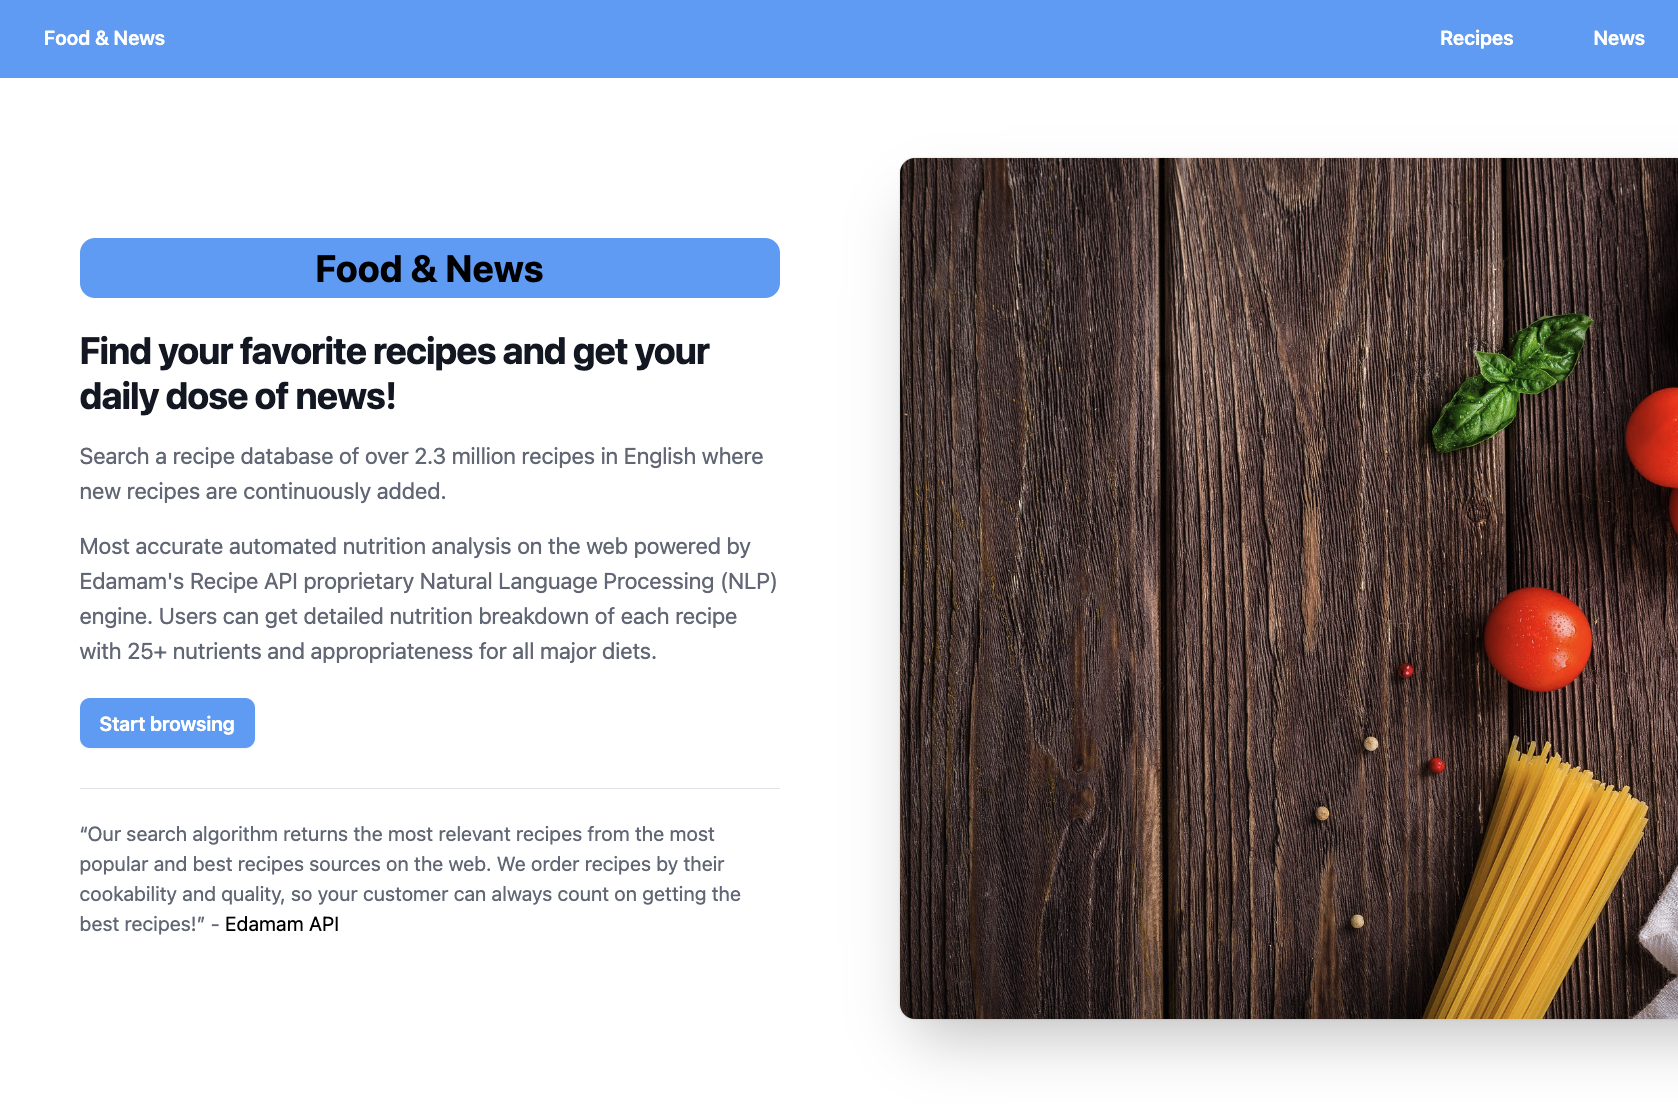 Food & News
Recipes
News
Food & News
Find your favorite recipes and get your
daily dose of news!
Search a recipe database of over 2.3 million recipes in English where
new recipes are continuously added.
Most accurate automated nutrition analysis on the web powered by
Edamam's Recipe API proprietary Natural Language Processing (NLP)
engine. Users can get detailed nutrition breakdown of each recipe
with 25+ nutrients and appropriateness for all major diets.
Start browsing
“Our search algorithm returns the most relevant recipes from the most
popular and best recipes sources on the web. We order recipes by their
cookability and quality, so your customer can always count on getting the
best recipes!” - Edamam API